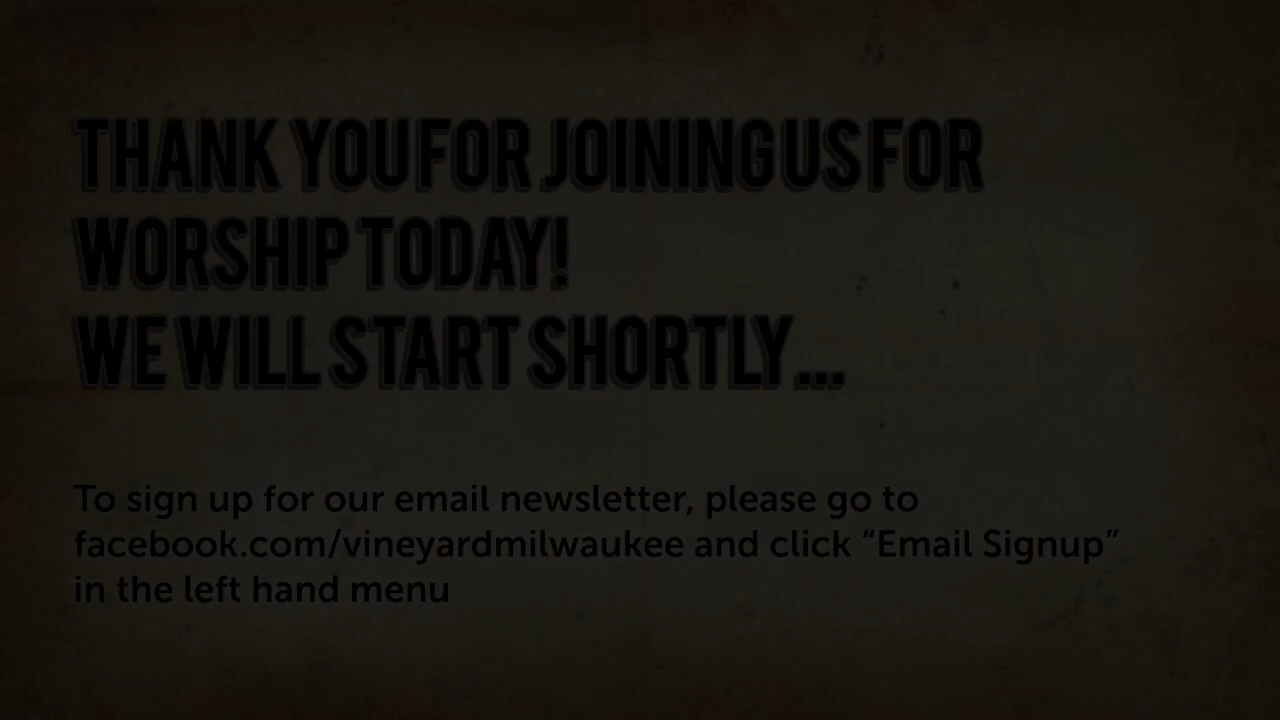 THANK YOU FOR JOINING US FOR
WORSHIP TODAY!
WE WILL START SHORTLY...
To sign up for our email newsletter, please go to
facebook.com/vineyardmilwaukee and click “Email Signup”
in the left hand menu